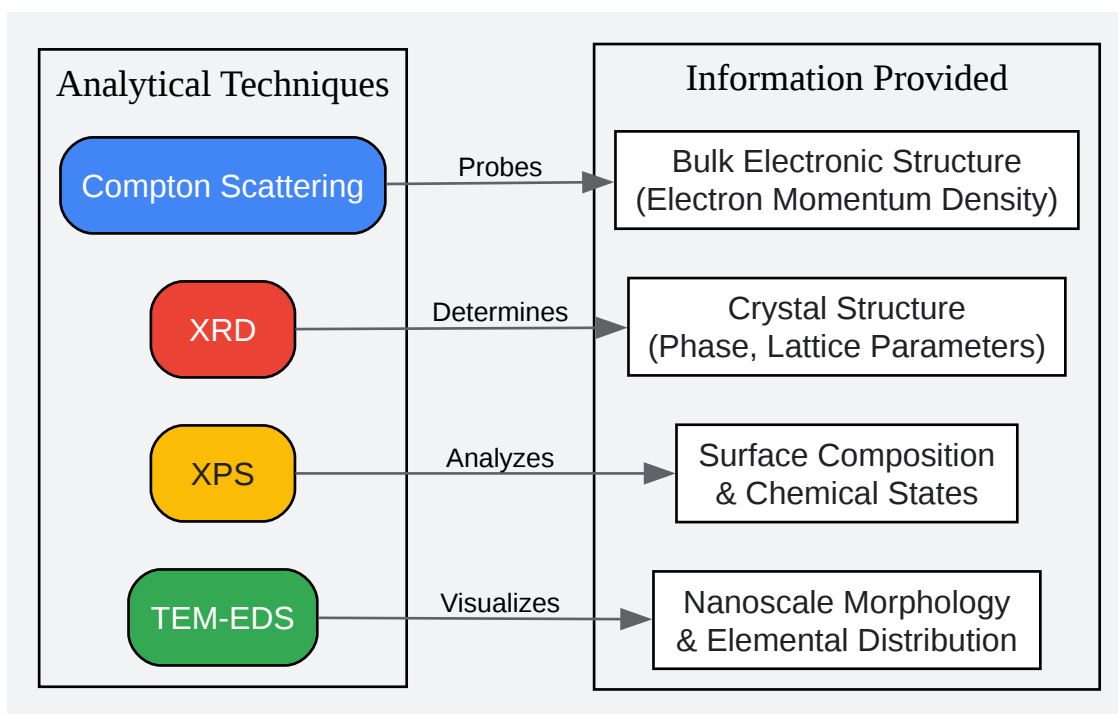 Analytical Techniques
Information Provided
Compton Scattering
Probes
Bulk Electronic Structure
(Electron Momentum Density)
XRD
Determines
Crystal Structure
(Phase, Lattice Parameters)
XPS
Analyzes
Surface Composition
& Chemical States
TEM-EDS
Visualizes
Nanoscale Morphology
& Elemental Distribution